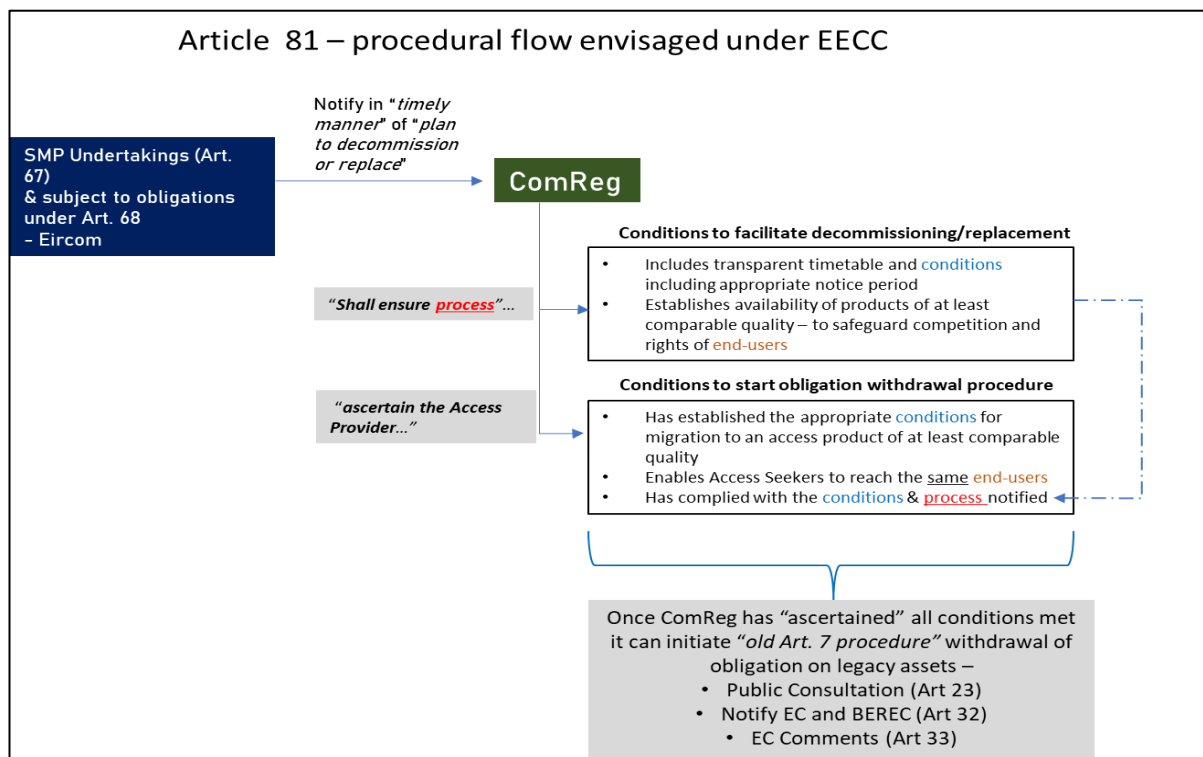 Article 81 – procedural flow envisaged under EECC
Notify in “timely
manner” of “plan
to decommission
or replace”
SMP Undertakings (Art.
67)
& subject to obligations
under Art. 68
– Eircom
ComReg
Conditions to facilitate decommissioning/replacement
• Includes transparent timetable and conditions
including appropriate notice period
• Establishes availability of products of at least
comparable quality – to safeguard competition and
rights of end-users
“Shall ensure process”…
Conditions to start obligation withdrawal procedure
“ascertain the Access
Provider…”
• Has established the appropriate conditions for
migration to an access product of at least comparable
quality
• Enables Access Seekers to reach the same end-users
• Has complied with the conditions & process notified
Once ComReg has “ascertained” all conditions met
it can initiate “old Art. 7 procedure” withdrawal of
obligation on legacy assets –
• Public Consultation (Art 23)
• Notify EC and BEREC (Art 32)
• EC Comments (Art 33)